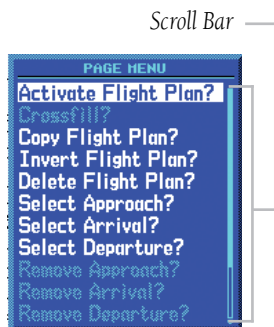 Scroll Bar
PAGE MENU
Activate Flight Plan?
Crossfill?
Copy Flight Plan?
Invert Flight Plan?
Delete Flight Plan?
Select Approach?
Select Arrival?
Select Departure?
Remove Approach?
Remove Arrival?
Remove Departure?